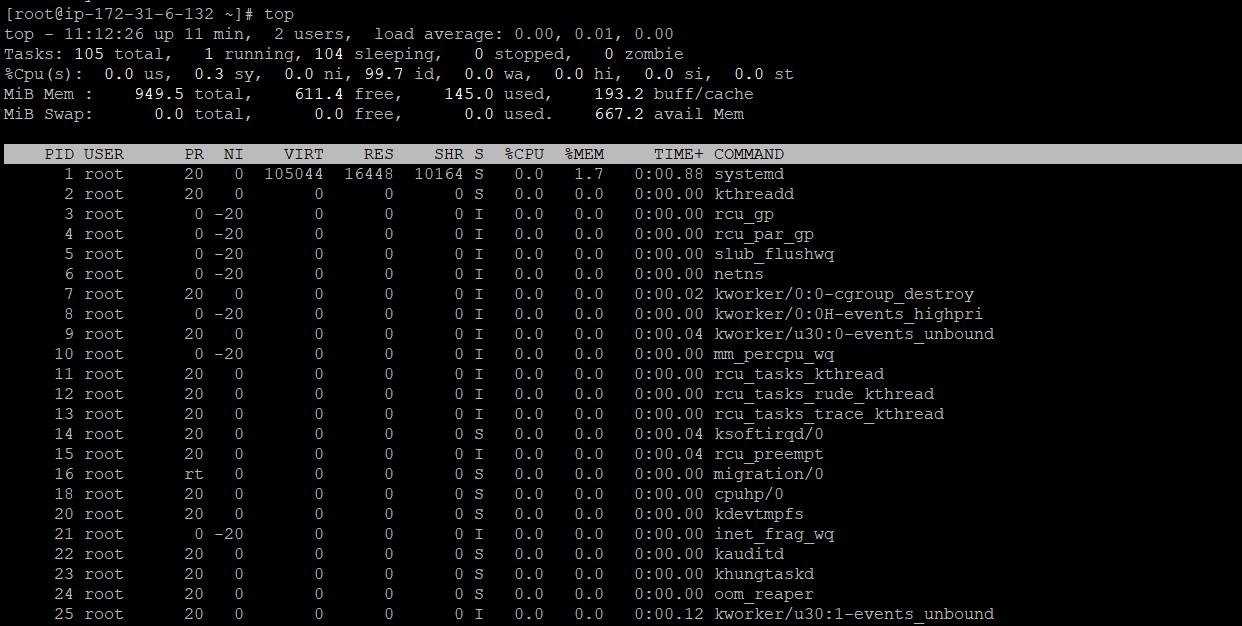 [root@ip-172-31-6-132 ~]# top
top - 11:12:26 up 11 min,  2 users,  load average: 0.00, 0.01, 0.00
Tasks: 105 total,   1 running, 104 sleeping,   0 stopped,   0 zombie
%Cpu(s):  0.0 us,  0.3 sy,  0.0 ni, 99.7 id,  0.0 wa,  0.0 hi,  0.0 si,  0.0 st
MiB Mem :    949.5 total,    611.4 free,    145.0 used,    193.2 buff/cache
MiB Swap:      0.0 total,      0.0 free,      0.0 used.    667.2 avail Mem
    PID USER      PR  NI    VIRT    RES    SHR S  %CPU  %MEM     TIME+ COMMAND
      1 root      20   0  105044  16448  10164 S   0.0   1.7   0:00.88 systemd
      2 root      20   0       0      0      0 S   0.0   0.0   0:00.00 kthreadd
      3 root       0 -20       0      0      0 I   0.0   0.0   0:00.00 rcu_gp
      4 root       0 -20       0      0      0 I   0.0   0.0   0:00.00 rcu_par_gp
      5 root       0 -20       0      0      0 I   0.0   0.0   0:00.00 slub_flushwq
      6 root       0 -20       0      0      0 I   0.0   0.0   0:00.00 netns
      7 root      20   0       0      0      0 I   0.0   0.0   0:00.02 kworker/0:0-cgroup_destroy
      8 root       0 -20       0      0      0 I   0.0   0.0   0:00.00 kworker/0:0H-events_highpri
      9 root      20   0       0      0      0 I   0.0   0.0   0:00.04 kworker/u30:0-events_unbound
     10 root       0 -20       0      0      0 I   0.0   0.0   0:00.00 mm_percpu_wq
     11 root      20   0       0      0      0 I   0.0   0.0   0:00.00 rcu_tasks_kthread
     12 root      20   0       0      0      0 I   0.0   0.0   0:00.00 rcu_tasks_rude_kthread
     13 root      20   0       0      0      0 I   0.0   0.0   0:00.00 rcu_tasks_trace_kthread
     14 root      20   0       0      0      0 S   0.0   0.0   0:00.04 ksoftirqd/0
     15 root      20   0       0      0      0 I   0.0   0.0   0:00.04 rcu_preempt
     16 root      rt   0       0      0      0 S   0.0   0.0   0:00.00 migration/0
     18 root      20   0       0      0      0 S   0.0   0.0   0:00.00 cpuhp/0
     20 root      20   0       0      0      0 S   0.0   0.0   0:00.00 kdevtmpfs
     21 root       0 -20       0      0      0 I   0.0   0.0   0:00.00 inet_frag_wq
     22 root      20   0       0      0      0 S   0.0   0.0   0:00.00 kauditd
     23 root      20   0       0      0      0 S   0.0   0.0   0:00.00 khungtaskd
     24 root      20   0       0      0      0 S   0.0   0.0   0:00.00 oom_reaper
     25 root      20   0       0      0      0 I   0.0   0.0   0:00.12 kworker/u30:1-events_unbound